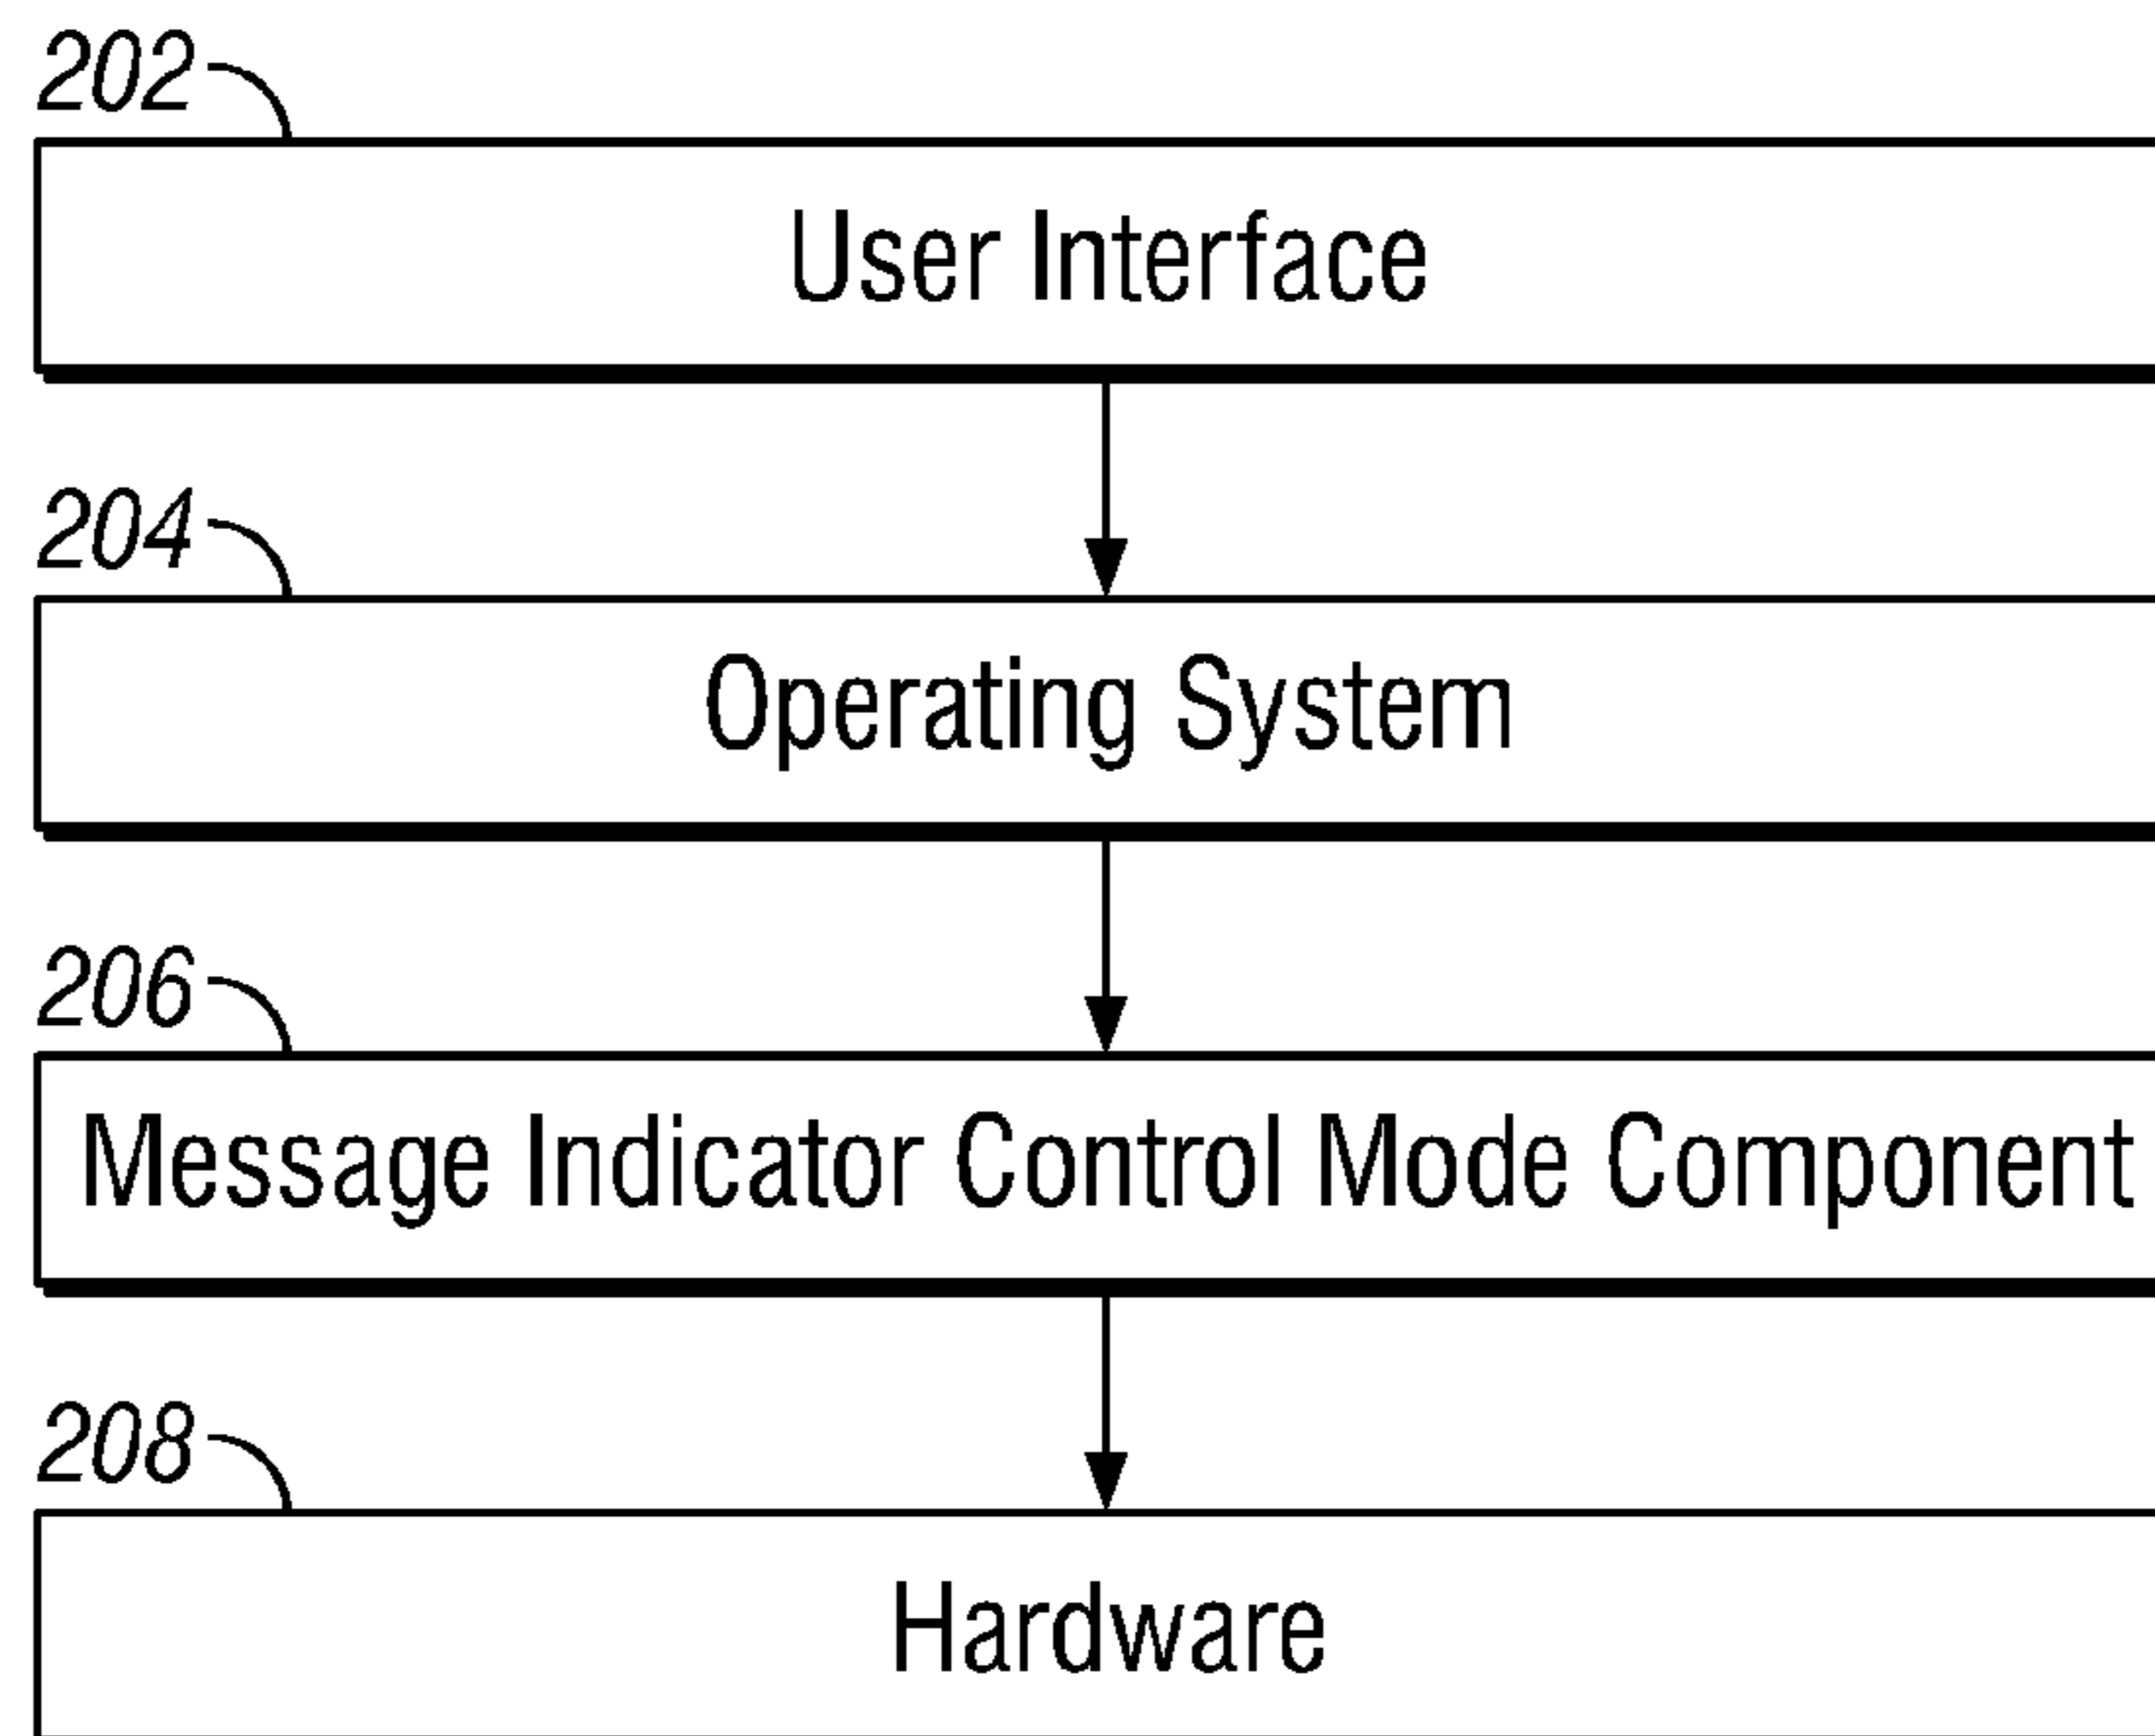 202
User Interface
204
Operating System
206
Message Indicator Control Mode Component
208
Hardware